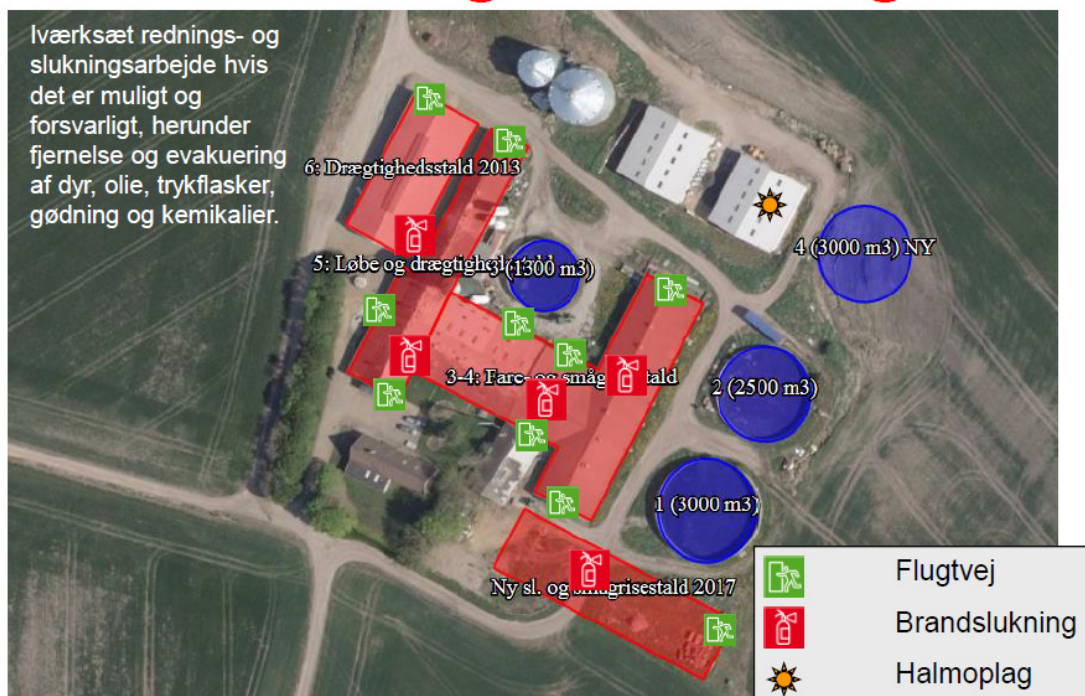 Iværksæt rednings- og
slukningsarbejde hvis
det er muligt og
forsvarligt, herunder
fjernelse og evakuering
af dyr, olie, trykflasker,
gødning og kemikalier.
6: Drægtighedsstald 2013
5: Løbe og
3 (1300 m3)
4 (3000 m3) NY
3-4: Fare- og
2 (2500 m3)
1 (3000 m3)
Ny sl. og smågrisestald 2017
Flugtvej
Brandslukning
Halmoplag